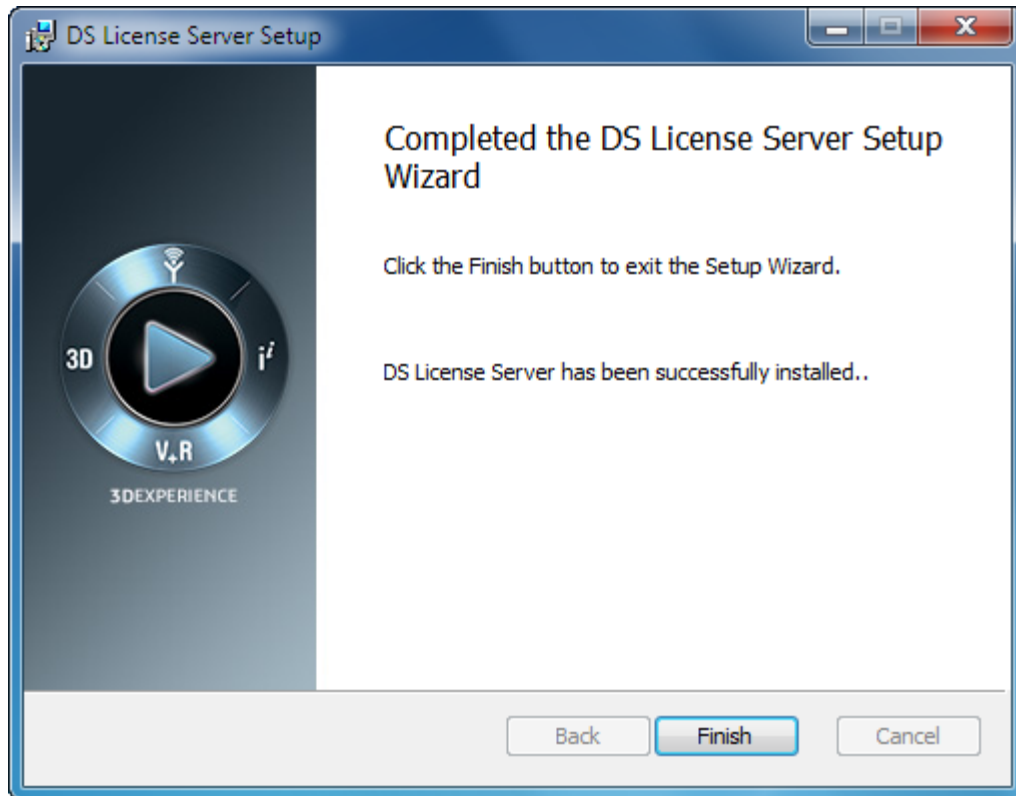 DS License Server Setup
Completed the DS License Server Setup
Wizard
Click the Finish button to exit the Setup Wizard.
DS License Server has been successfully installed..
3D
i^i
V+R
3DEXPERIENCE
Back
Finish
Cancel